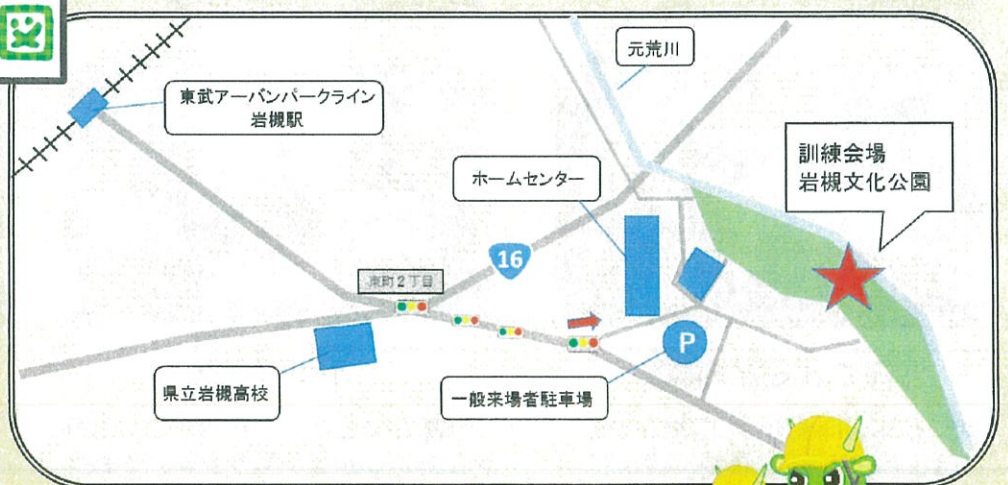 図
元荒川
東武アーバンパークライン
岩槻駅
訓練会場
岩槻文化公園
ホームセンター
16
東町2丁目
P
県立岩槻高校
一般来場者駐車場